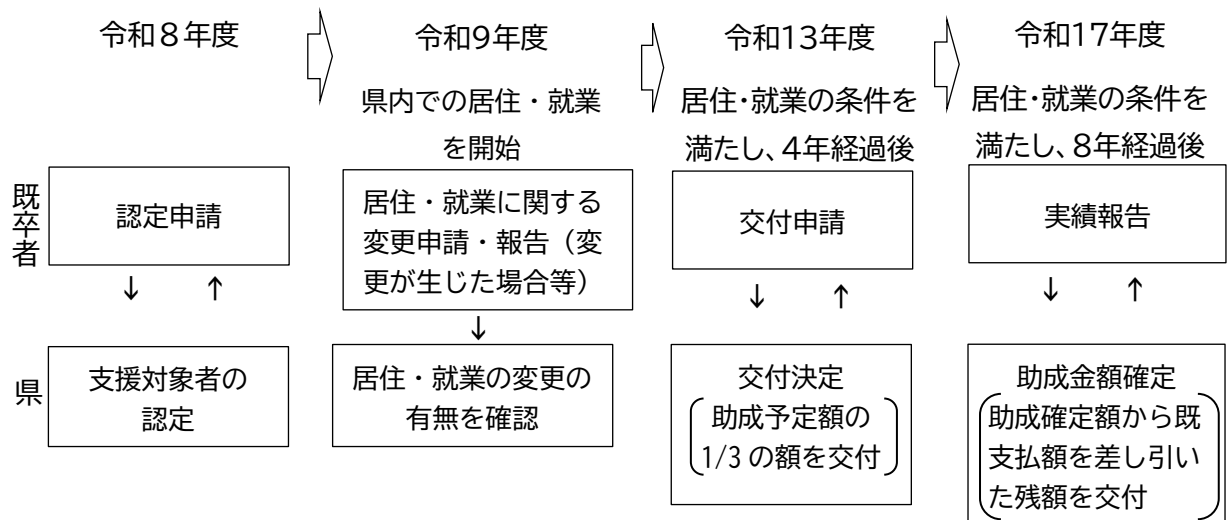 令和８年度
令和9年度
令和13年度
令和17年度
県内での居住・就業
を開始
居住・就業の条件を
満たし、4年経過後
居住・就業の条件を
満たし、８年経過後
既卒者
認定申請
居住・就業に関する
変更申請・報告（変
更が生じた場合等）
交付申請
実績報告
↓ ↑
↓
↓ ↑
↓ ↑
県
支援対象者の
認定
居住・就業の変更の
有無を確認
交付決定
助成予定額の
1/3 の額を交付
助成金額確定
助成確定額から既
支払額を差し引い
た残額を交付